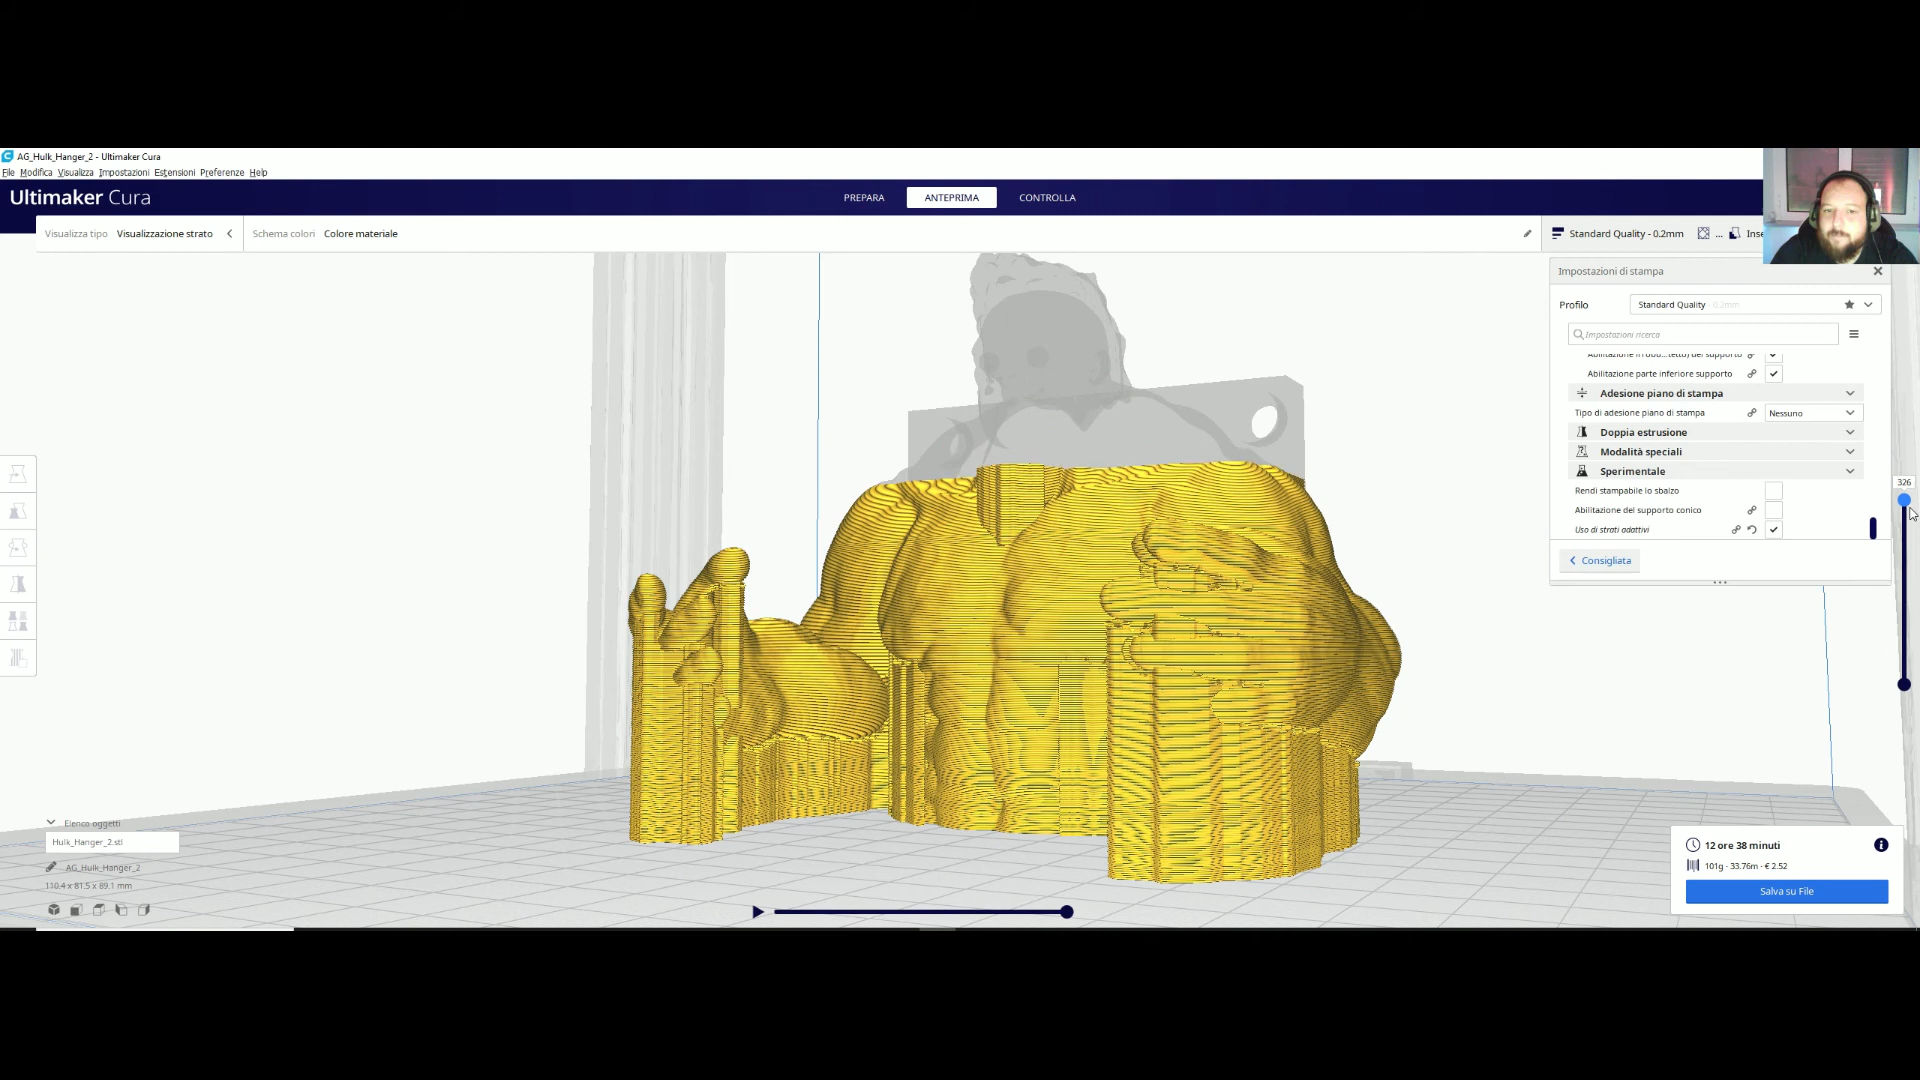 AG_Hulk_Hanger_2 - Ultimaker Cura
File Modifica Visualizza Impostazioni Estensioni Preferenze Help
Ultimaker Cura
PREPARA
ANTEPRIMA
CONTROLLA
Visualizza tipo Visualizzazione strato
Schema colori Colore materiale
Standard Quality - 0.2mm
...
Impostazioni di stampa
Profilo
Standard Quality 0.2mm
Impostazioni ricerca
del supporto
Abilitazione parte inferiore supporto
Adesione piano di stampa
Tipo di adesione piano di stampa
Nessuno
Doppia estrusione
Modalità speciali
Sperimentale
Rendi stampabile lo sbalzo
Abilitazione del supporto conico
Uso di strati adattivi
Consigliata
326
Elenco oggetti
Hulk_Hanger_2.stl
AG_Hulk_Hanger_2
110.4 x 81.5 x 89.1 mm
12 ore 38 minuti
101g · 33.76m · € 2.52
Salva su File